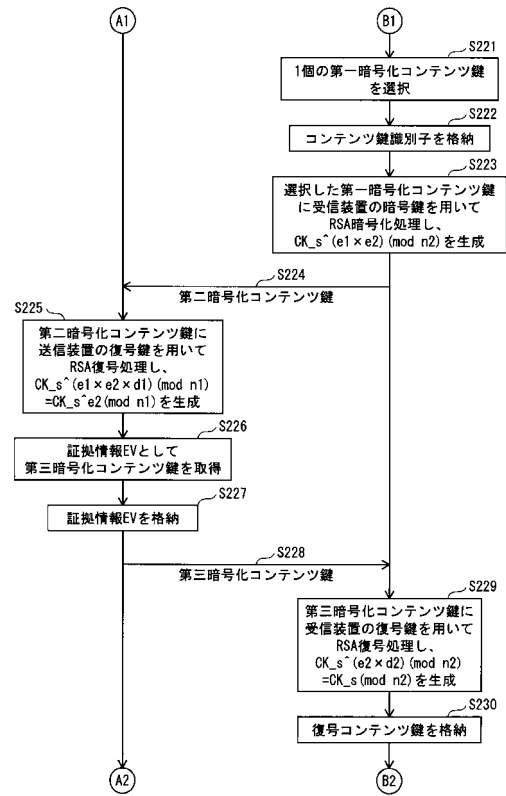 A1
B1
S221
1個の第一暗号化コンテンツ鍵
を選択
S222
コンテンツ鍵識別子を格納
S223
選択した第一暗号化コンテンツ鍵
に受信装置の暗号鍵を用いて
RSA暗号化処理し、
CK_s^(e1×e2)(mod n2)を生成
S224
第二暗号化コンテンツ鍵
S225
第二暗号化コンテンツ鍵に
送信装置の復号鍵を用いて
RSA復号処理し、
CK_s^(e1×e2×d1)(mod n1)
=CK_s^e2(mod n1)を生成
S226
証拠情報EVとして
第三暗号化コンテンツ鍵を取得
S227
証拠情報EVを格納
S228
第三暗号化コンテンツ鍵
S229
第三暗号化コンテンツ鍵に
受信装置の復号鍵を用いて
RSA復号処理し、
CK_s^(e2×d2)(mod n2)
=CK_s(mod n2)を生成
S230
復号コンテンツ鍵を格納
A2
B2